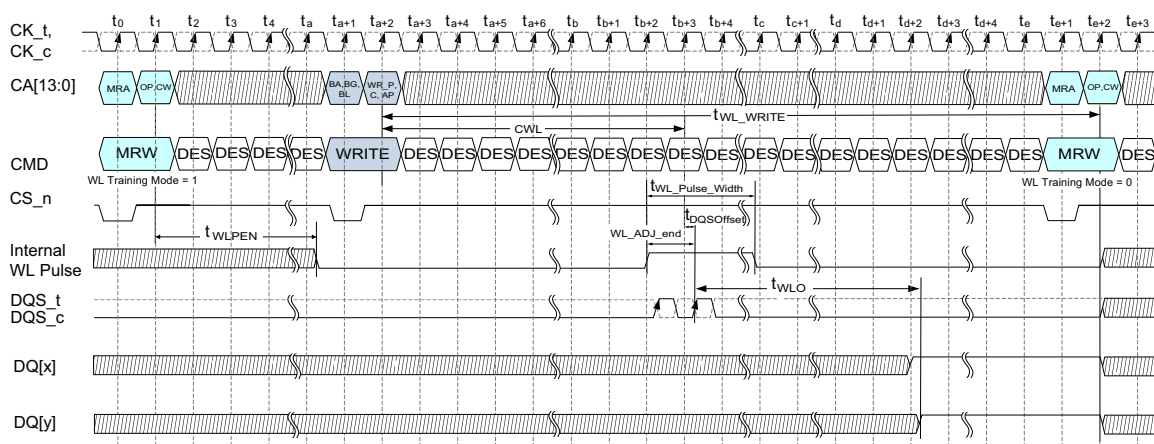 CK_t, t0 t1 t2 t3 t4 ta ta+1 ta+2 ta+3 ta+4 ta+5 ta+6 tb tb+1 tb+2 tb+3 tc tc+1 td td+1 td+2 td+3 td+4 te te+1 te+2 te+3
CK_c
CA[13:0] MRA OP,CW BA,BG, BL WR_P, C, AP MRA OP,CW
tWL_WRITE
CWL
CMD MRW DES DES DES DES WRITE DES DES DES DES DES DES DES DES DES DES DES DES DES DES DES DES DES MRW DES
WL Training Mode = 1 WL Training Mode = 0
CS_n tWL_Pulse_Width
tDQSOffset
tWLPEN WL_ADJ_end
Internal
WL Pulse
DQS_t tWLO
DQS_c
DQ[x]
DQ[y]